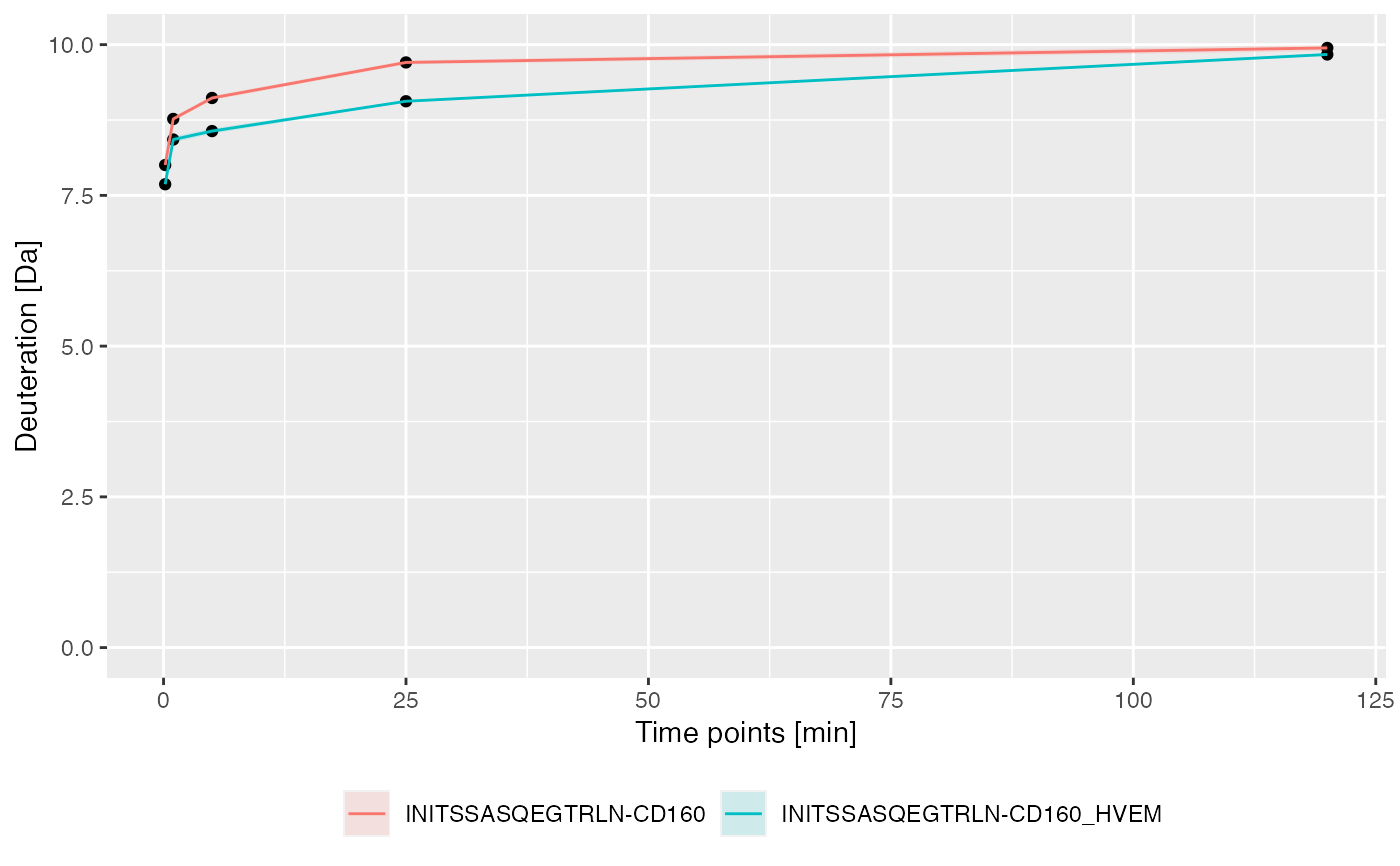 10.0
7.5
5.0
2.5
0.0
Deuteration [Da]
0 25 50 75 100 125
Time points [min]
INITSSASQEGTRLN-CD160 INITSSASQEGTRLN-CD160_HVEM